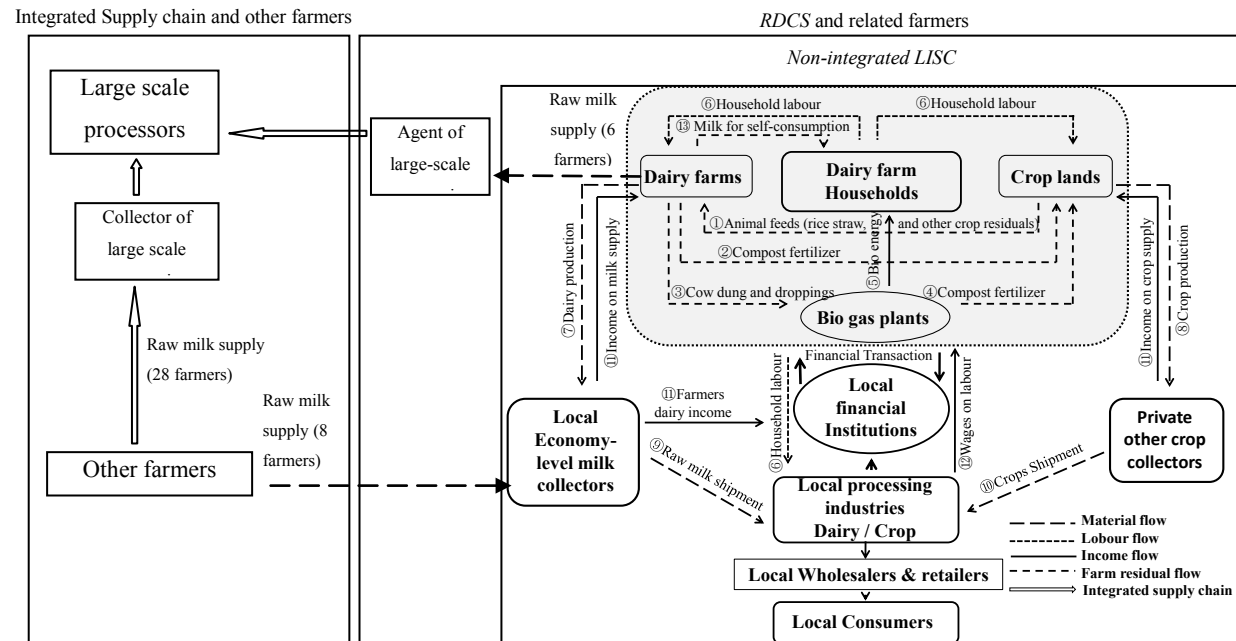 Integrated Supply chain and other farmers
RDCS and related farmers
Non-integrated LISC
Large scale
processors
Agent of
large-scale
Collector of
large scale
Raw milk supply
(28 farmers)
Other farmers
Raw milk
supply (8
farmers)
Raw milk
supply (6
farmers)
⑥Household labour
⑥Household labour
⑬ Milk for self-consumption
Dairy farms
Dairy farm
Households
Crop lands
①Animal feeds (rice straw,
and other crop residuals)
②Compost fertilizer
③Cow dung and droppings
④Compost fertilizer
⑤Bio energy
Bio gas plants
⑦Dairy production
⑪Income on milk supply
⑪Income on crop supply
⑧Crop production
Financial Transaction
Local
financial
Institutions
⑥Household labour
⑫Wages on labour
⑪Farmers
dairy income
Local
Economy-
level milk
collectors
Private
other crop
collectors
⑨Raw milk shipment
⑩Crops Shipment
Local processing
industries
Dairy / Crop
Local Wholesalers & retailers
Local Consumers
Material flow
Lobour flow
Income flow
Farm residual flow
Integrated supply chain